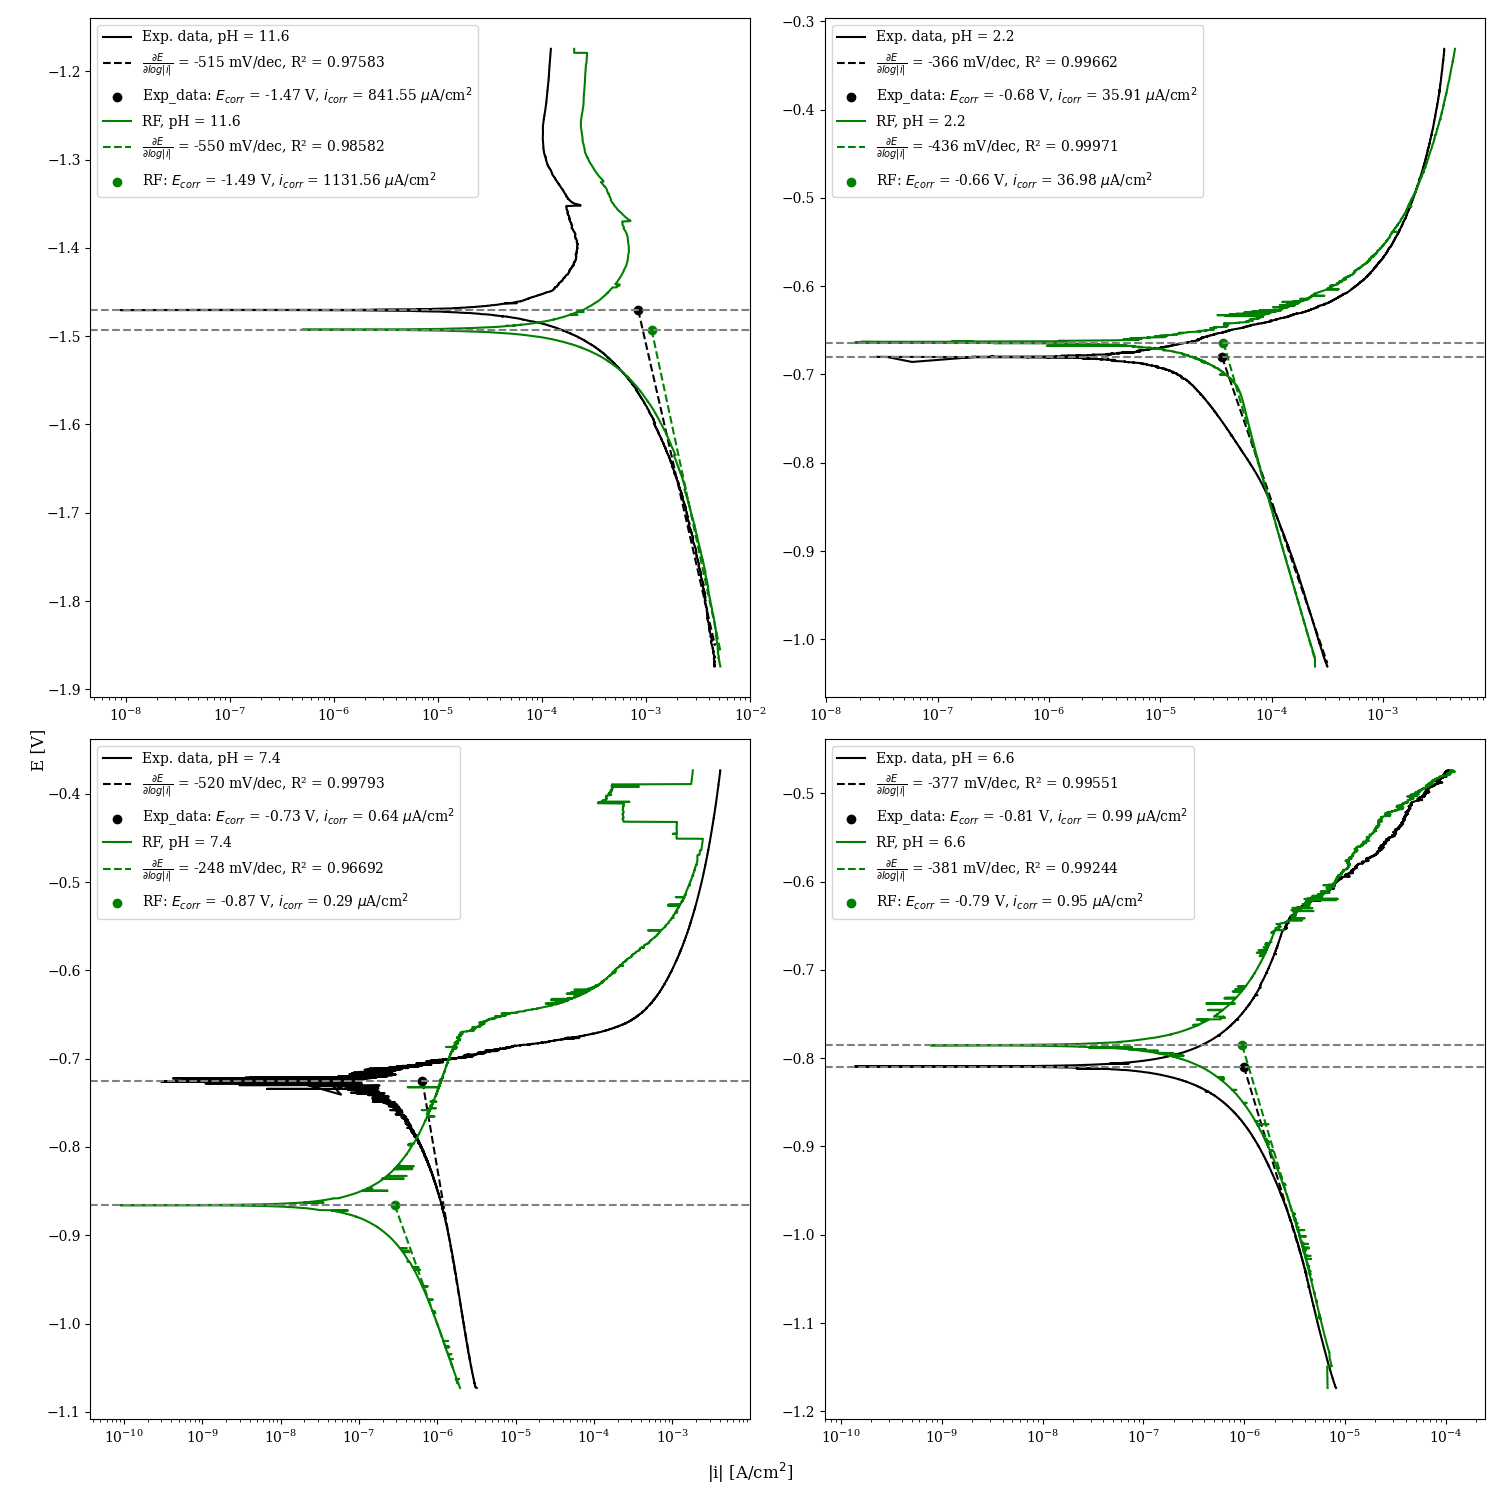 Exp. data, pH = 11.6
∂E/∂log|i| = -515 mV/dec, R² = 0.97583
Exp_data: E_corr = -1.47 V, i_corr = 841.55 μA/cm²
RF, pH = 11.6
∂E/∂log|i| = -550 mV/dec, R² = 0.98582
RF: E_corr = -1.49 V, i_corr = 1131.56 μA/cm²
−1.2
−1.3
−1.4
−1.5
−1.6
−1.7
−1.8
−1.9
10⁻⁸ 10⁻⁷ 10⁻⁶ 10⁻⁵ 10⁻⁴ 10⁻³ 10⁻²
Exp. data, pH = 2.2
∂E/∂log|i| = -366 mV/dec, R² = 0.99662
Exp_data: E_corr = -0.68 V, i_corr = 35.91 μA/cm²
RF, pH = 2.2
∂E/∂log|i| = -436 mV/dec, R² = 0.99971
RF: E_corr = -0.66 V, i_corr = 36.98 μA/cm²
−0.3
−0.4
−0.5
−0.6
−0.7
−0.8
−0.9
−1.0
10⁻⁸ 10⁻⁷ 10⁻⁶ 10⁻⁵ 10⁻⁴ 10⁻³
E [V]
Exp. data, pH = 7.4
∂E/∂log|i| = -520 mV/dec, R² = 0.99793
Exp_data: E_corr = -0.73 V, i_corr = 0.64 μA/cm²
RF, pH = 7.4
∂E/∂log|i| = -248 mV/dec, R² = 0.96692
RF: E_corr = -0.87 V, i_corr = 0.29 μA/cm²
−0.4
−0.5
−0.6
−0.7
−0.8
−0.9
−1.0
−1.1
10⁻¹⁰ 10⁻⁹ 10⁻⁸ 10⁻⁷ 10⁻⁶ 10⁻⁵ 10⁻⁴ 10⁻³
Exp. data, pH = 6.6
∂E/∂log|i| = -377 mV/dec, R² = 0.99551
Exp_data: E_corr = -0.81 V, i_corr = 0.99 μA/cm²
RF, pH = 6.6
∂E/∂log|i| = -381 mV/dec, R² = 0.99244
RF: E_corr = -0.79 V, i_corr = 0.95 μA/cm²
−0.5
−0.6
−0.7
−0.8
−0.9
−1.0
−1.1
−1.2
10⁻¹⁰ 10⁻⁹ 10⁻⁸ 10⁻⁷ 10⁻⁶ 10⁻⁵ 10⁻⁴
|i| [A/cm²]